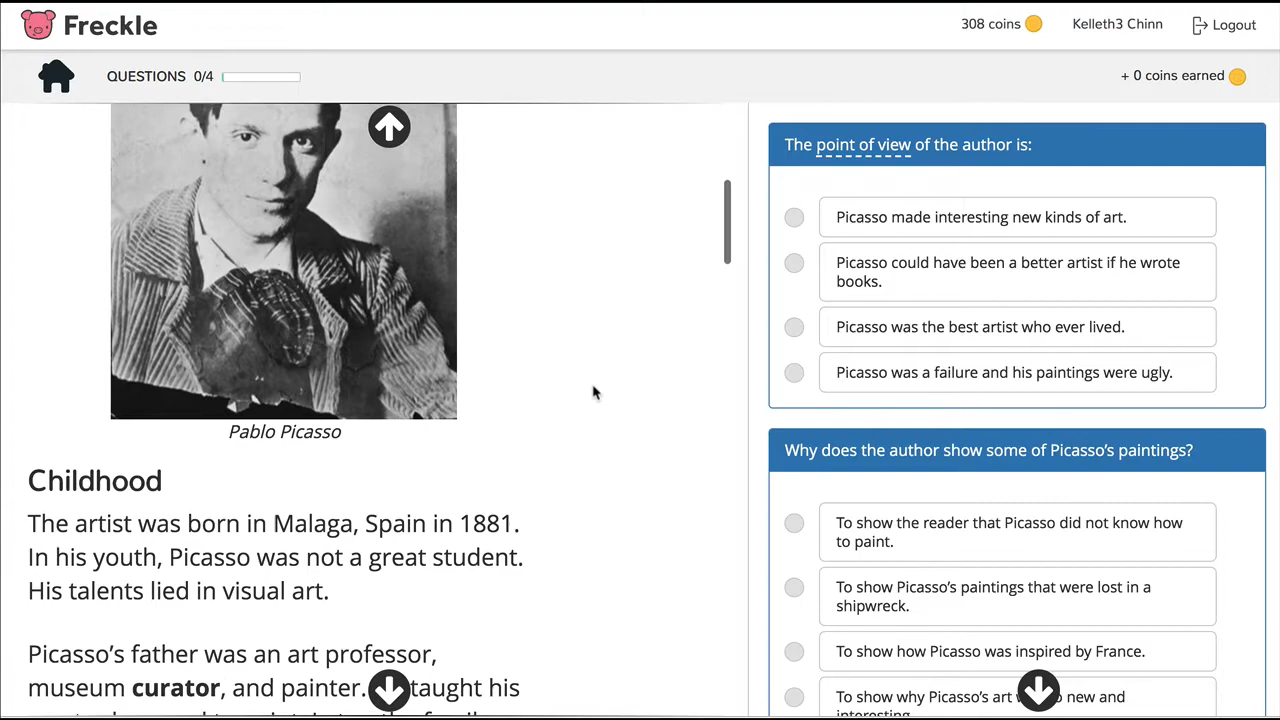 Freckle
308 coins
Kelleth3 Chinn
Logout
QUESTIONS 0/4
+ 0 coins earned
Pablo Picasso
Childhood
The artist was born in Malaga, Spain in 1881.
In his youth, Picasso was not a great student.
His talents lied in visual art.
Picasso's father was an art professor,
museum curator, and painter. taught his
The point of view of the author is:
Picasso made interesting new kinds of art.
Picasso could have been a better artist if he wrote
books.
Picasso was the best artist who ever lived.
Picasso was a failure and his paintings were ugly.
Why does the author show some of Picasso's paintings?
To show the reader that Picasso did not know how
to paint.
To show Picasso's paintings that were lost in a
shipwreck.
To show how Picasso was inspired by France.
To show why Picasso's art new and
interesting